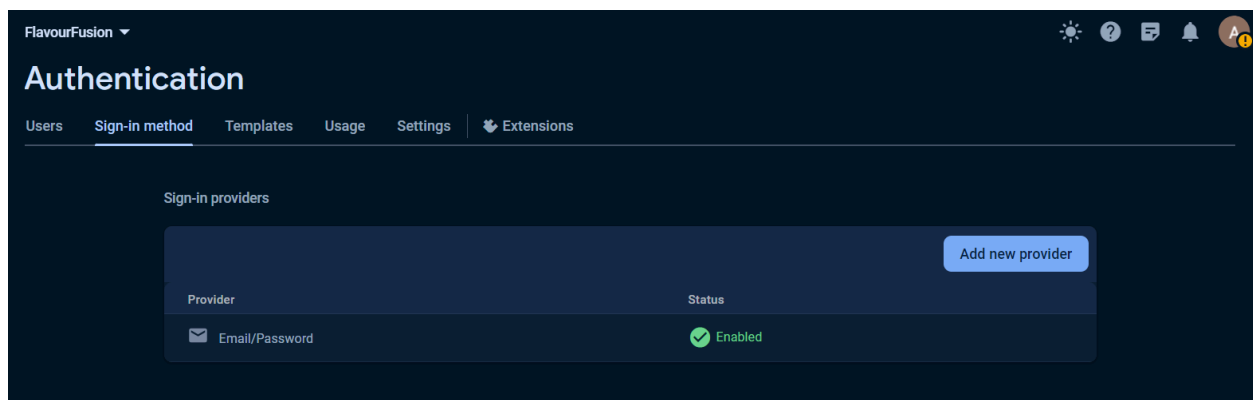 FlavourFusion
A
Authentication
Users Sign-in method Templates Usage Settings Extensions
Sign-in providers
Add new provider
Provider Status
Email/Password Enabled